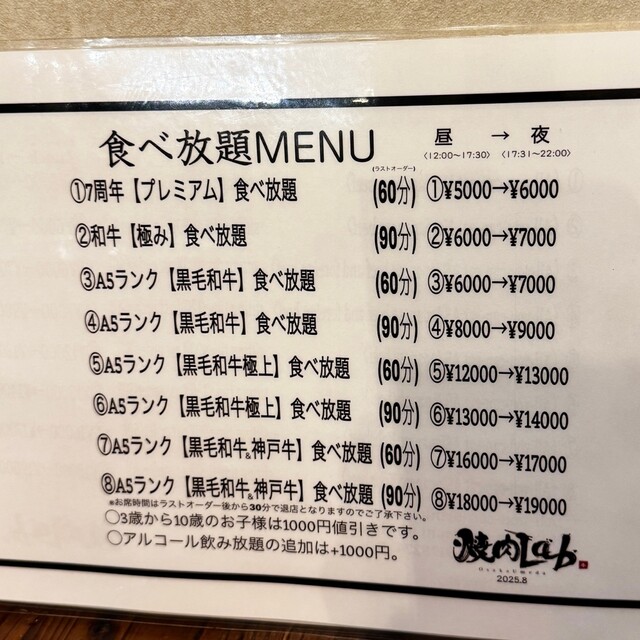 食べ放題MENU 昼 → 夜
〈12:00〜17:30〉 〈17:31〜22:00〉
(ラストオーダー)
①7周年【プレミアム】食べ放題 (60分) ①¥5000→¥6000
②和牛【極み】食べ放題 (90分) ②¥6000→¥7000
③A5ランク【黒毛和牛】食べ放題 (60分) ③¥6000→¥7000
④A5ランク【黒毛和牛】食べ放題 (90分) ④¥8000→¥9000
⑤A5ランク【黒毛和牛極上】食べ放題 (60分) ⑤¥12000→¥13000
⑥A5ランク【黒毛和牛極上】食べ放題 (90分) ⑥¥13000→¥14000
⑦A5ランク【黒毛和牛&神戸牛】食べ放題 (60分) ⑦¥16000→¥17000
⑧A5ランク【黒毛和牛&神戸牛】食べ放題 (90分) ⑧¥18000→¥19000
※お席時間はラストオーダー後から30分で退店となりますのでご了承下さい。
○3歳から10歳のお子様は1000円値引きです。
○アルコール飲み放題の追加は+1000円。
焼肉Lab
OsakaUmeda
2025.8